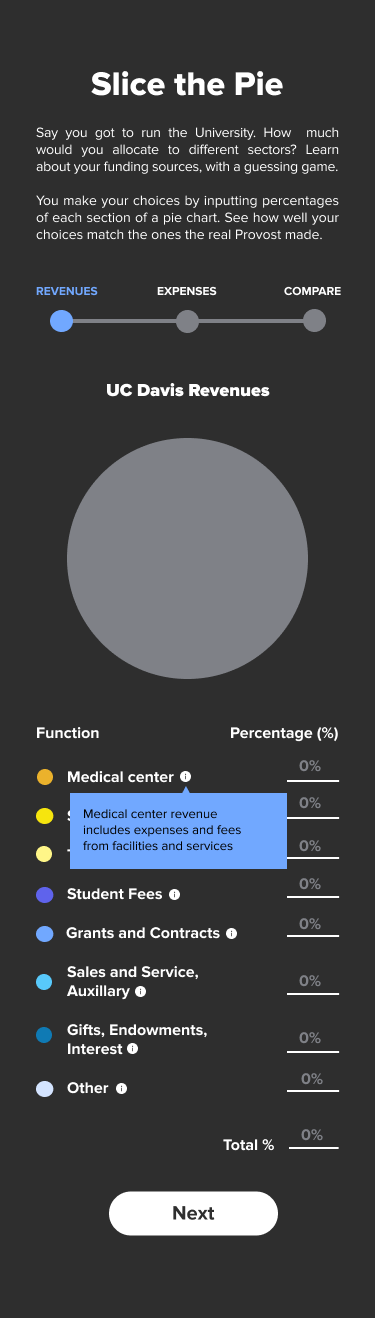 Slice the Pie
Say you got to run the University. How much
would you allocate to different sectors? Learn
about your funding sources, with a guessing game.
You make your choices by inputting percentages
of each section of a pie chart. See how well your
choices match the ones the real Provost made.
REVENUES EXPENSES COMPARE
UC Davis Revenues
Function Percentage (%)
Medical center 0%
0%
Medical center revenue
includes expenses and fees
from facilities and services
0%
Student Fees 0%
Grants and Contracts 0%
Sales and Service,
Auxillary 0%
Gifts, Endowments,
Interest 0%
Other 0%
Total % 0%
Next